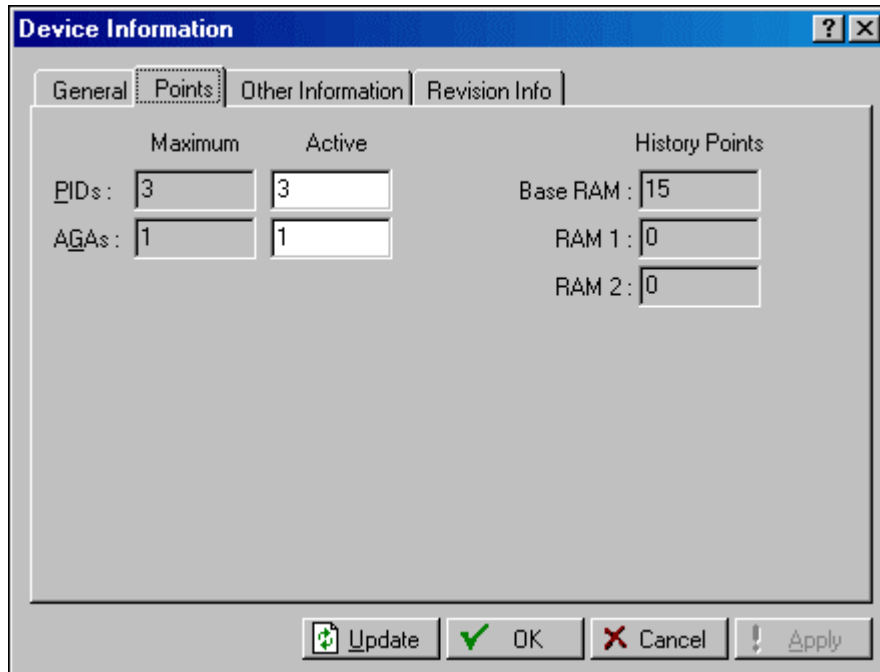 Device Information
General Points Other Information Revision Info
Maximum Active History Points
PIDs : 3 3 Base RAM : 15
AGAs : 1 1 RAM 1 : 0
RAM 2 : 0
Update OK Cancel Apply